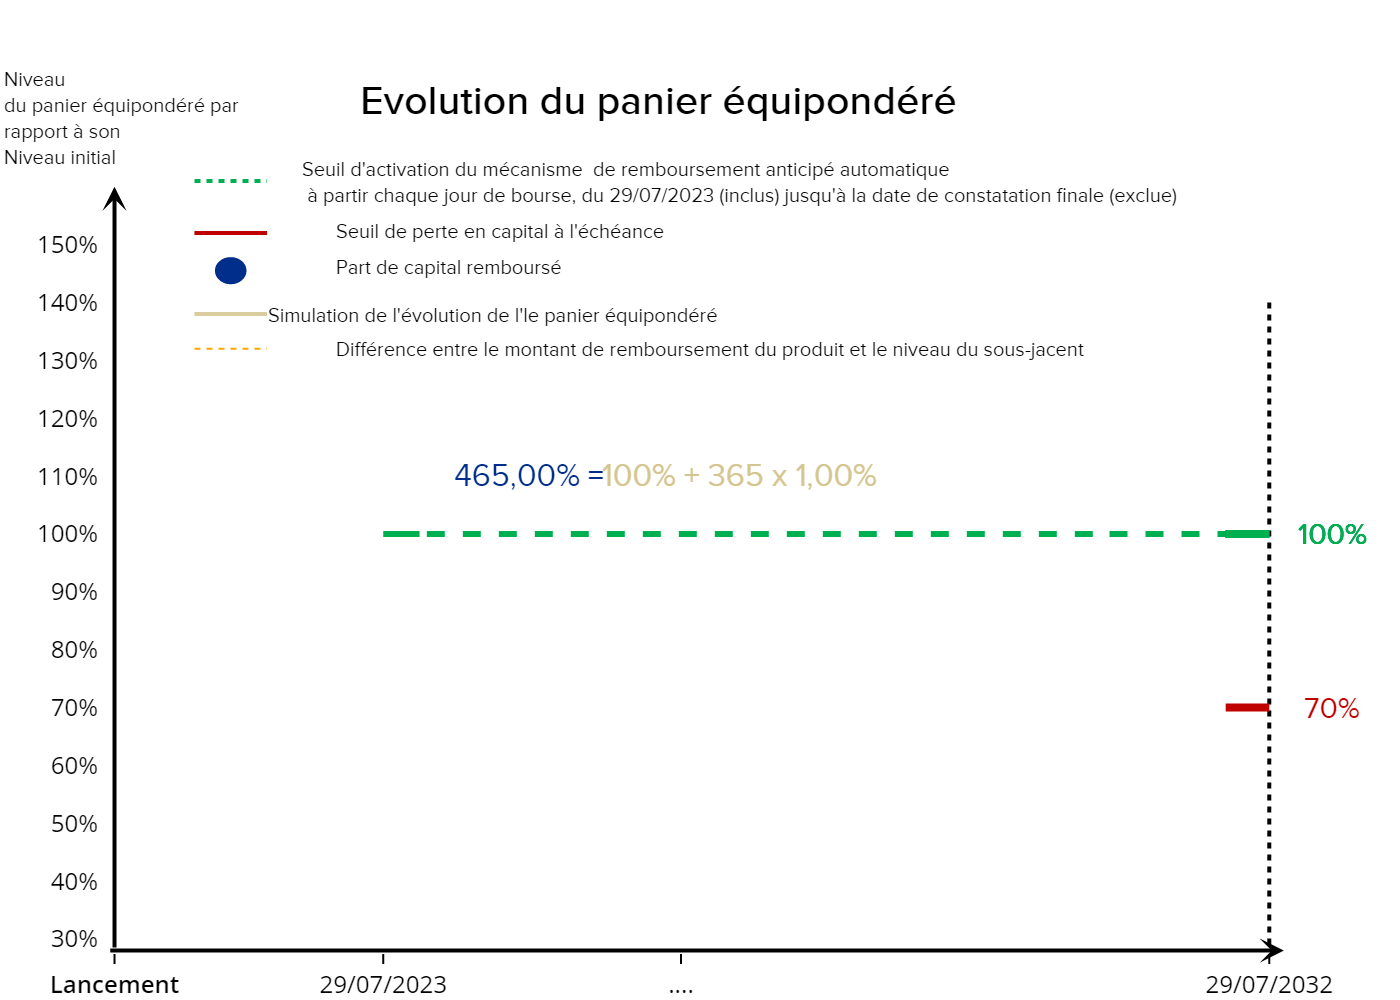 Niveau
du panier équipondéré par
rapport à son
Niveau initial
Evolution du panier équipondéré
Seuil d'activation du mécanisme  de remboursement anticipé automatique
à partir chaque jour de bourse, du 29/07/2023 (inclus) jusqu'à la date de constatation finale (exclue)
Seuil de perte en capital à l'échéance
Part de capital remboursé
Simulation de l'évolution de l'le panier équipondéré
Différence entre le montant de remboursement du produit et le niveau du sous-jacent
150%
140%
130%
120%
110%
465,00% =100% + 365 x 1,00%
100%
100%
90%
80%
70%
70%
60%
50%
40%
30%
Lancement
29/07/2023
....
29/07/2032